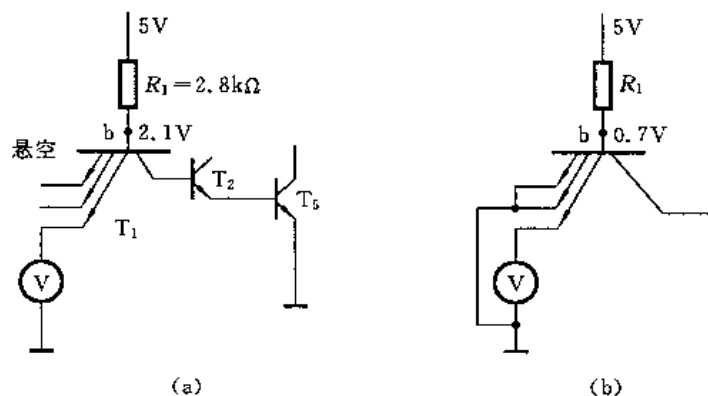 5V
R₁=2.8kΩ
b
2.1V
悬空
T₂
T₅
T₁
V
(a)
5V
R₁
b
0.7V
V
(b)